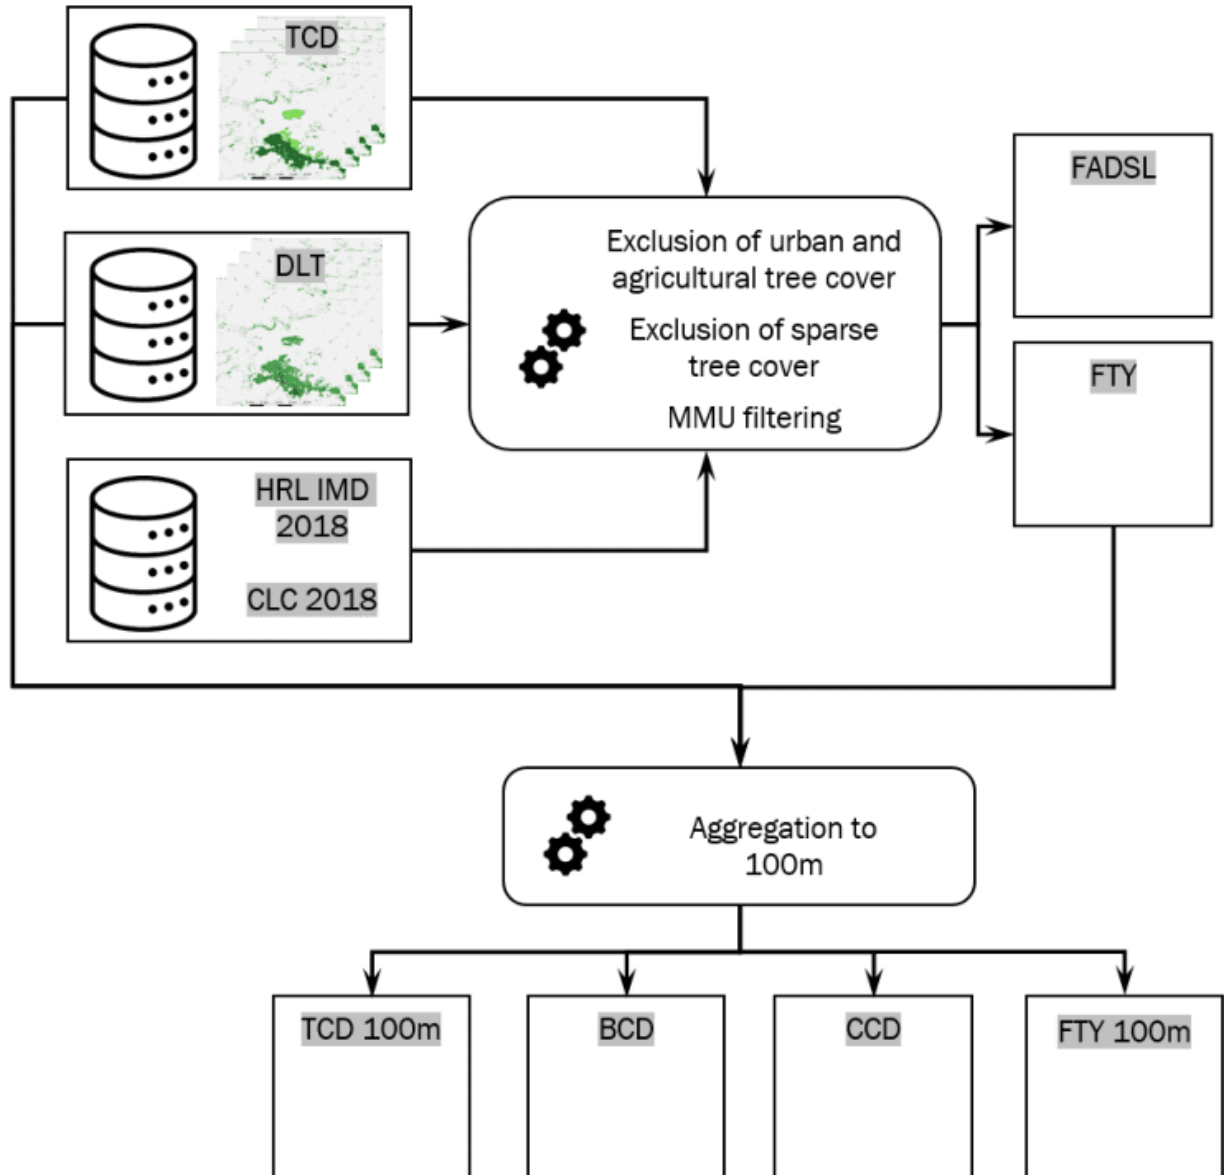 TCD
DLT
HRL IMD
2018
CLC 2018
Exclusion of urban and
agricultural tree cover
Exclusion of sparse
tree cover
MMU filtering
FADSL
FTY
Aggregation to
100m
TCD 100m
BCD
CCD
FTY 100m